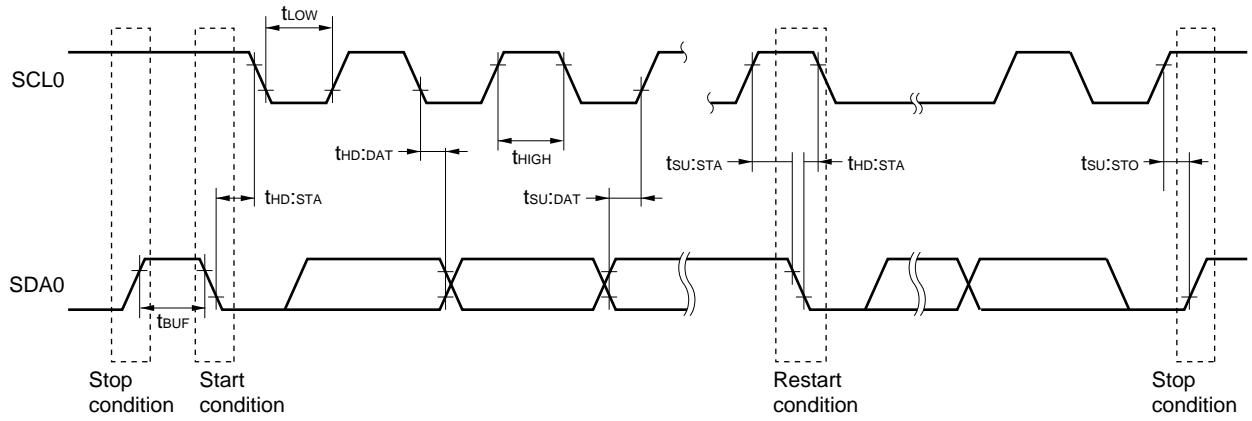 tLOW
SCL0
tHD:DAT
tHIGH
tSU:STA
tHD:STA
tSU:STO
tHD:STA
tSU:DAT
SDA0
tBUF
Stop condition
Start condition
Restart condition
Stop condition